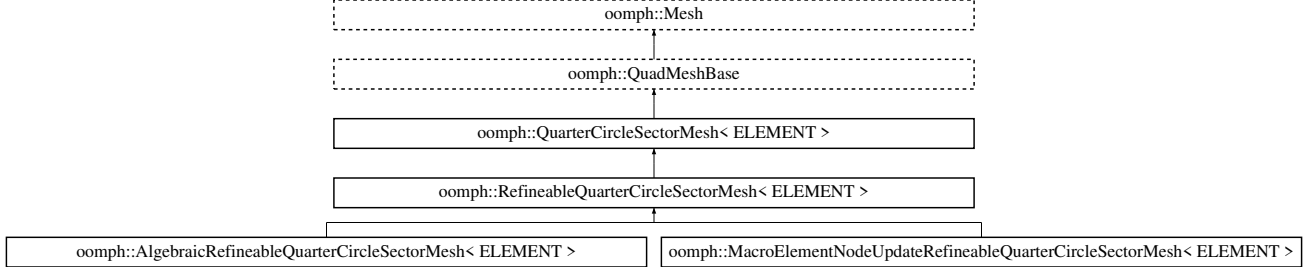 oomph::Mesh
oomph::QuadMeshBase
oomph::QuarterCircleSectorMesh< ELEMENT >
oomph::RefineableQuarterCircleSectorMesh< ELEMENT >
oomph::AlgebraicRefineableQuarterCircleSectorMesh< ELEMENT >
oomph::MacroElementNodeUpdateRefineableQuarterCircleSectorMesh< ELEMENT >